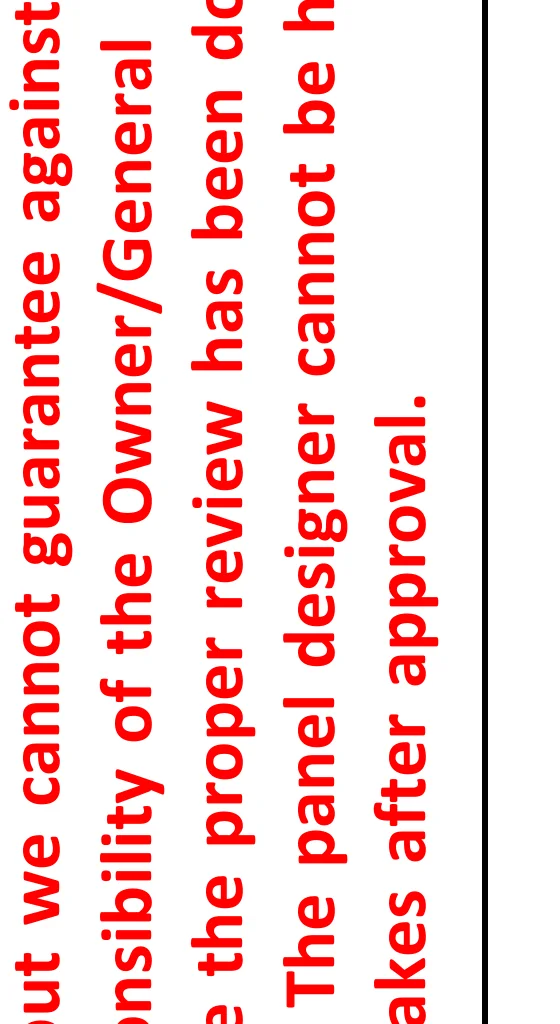 out we cannot guarantee against
onsibility of the Owner/General
e the proper review has been do
The panel designer cannot be h
akes after approval.